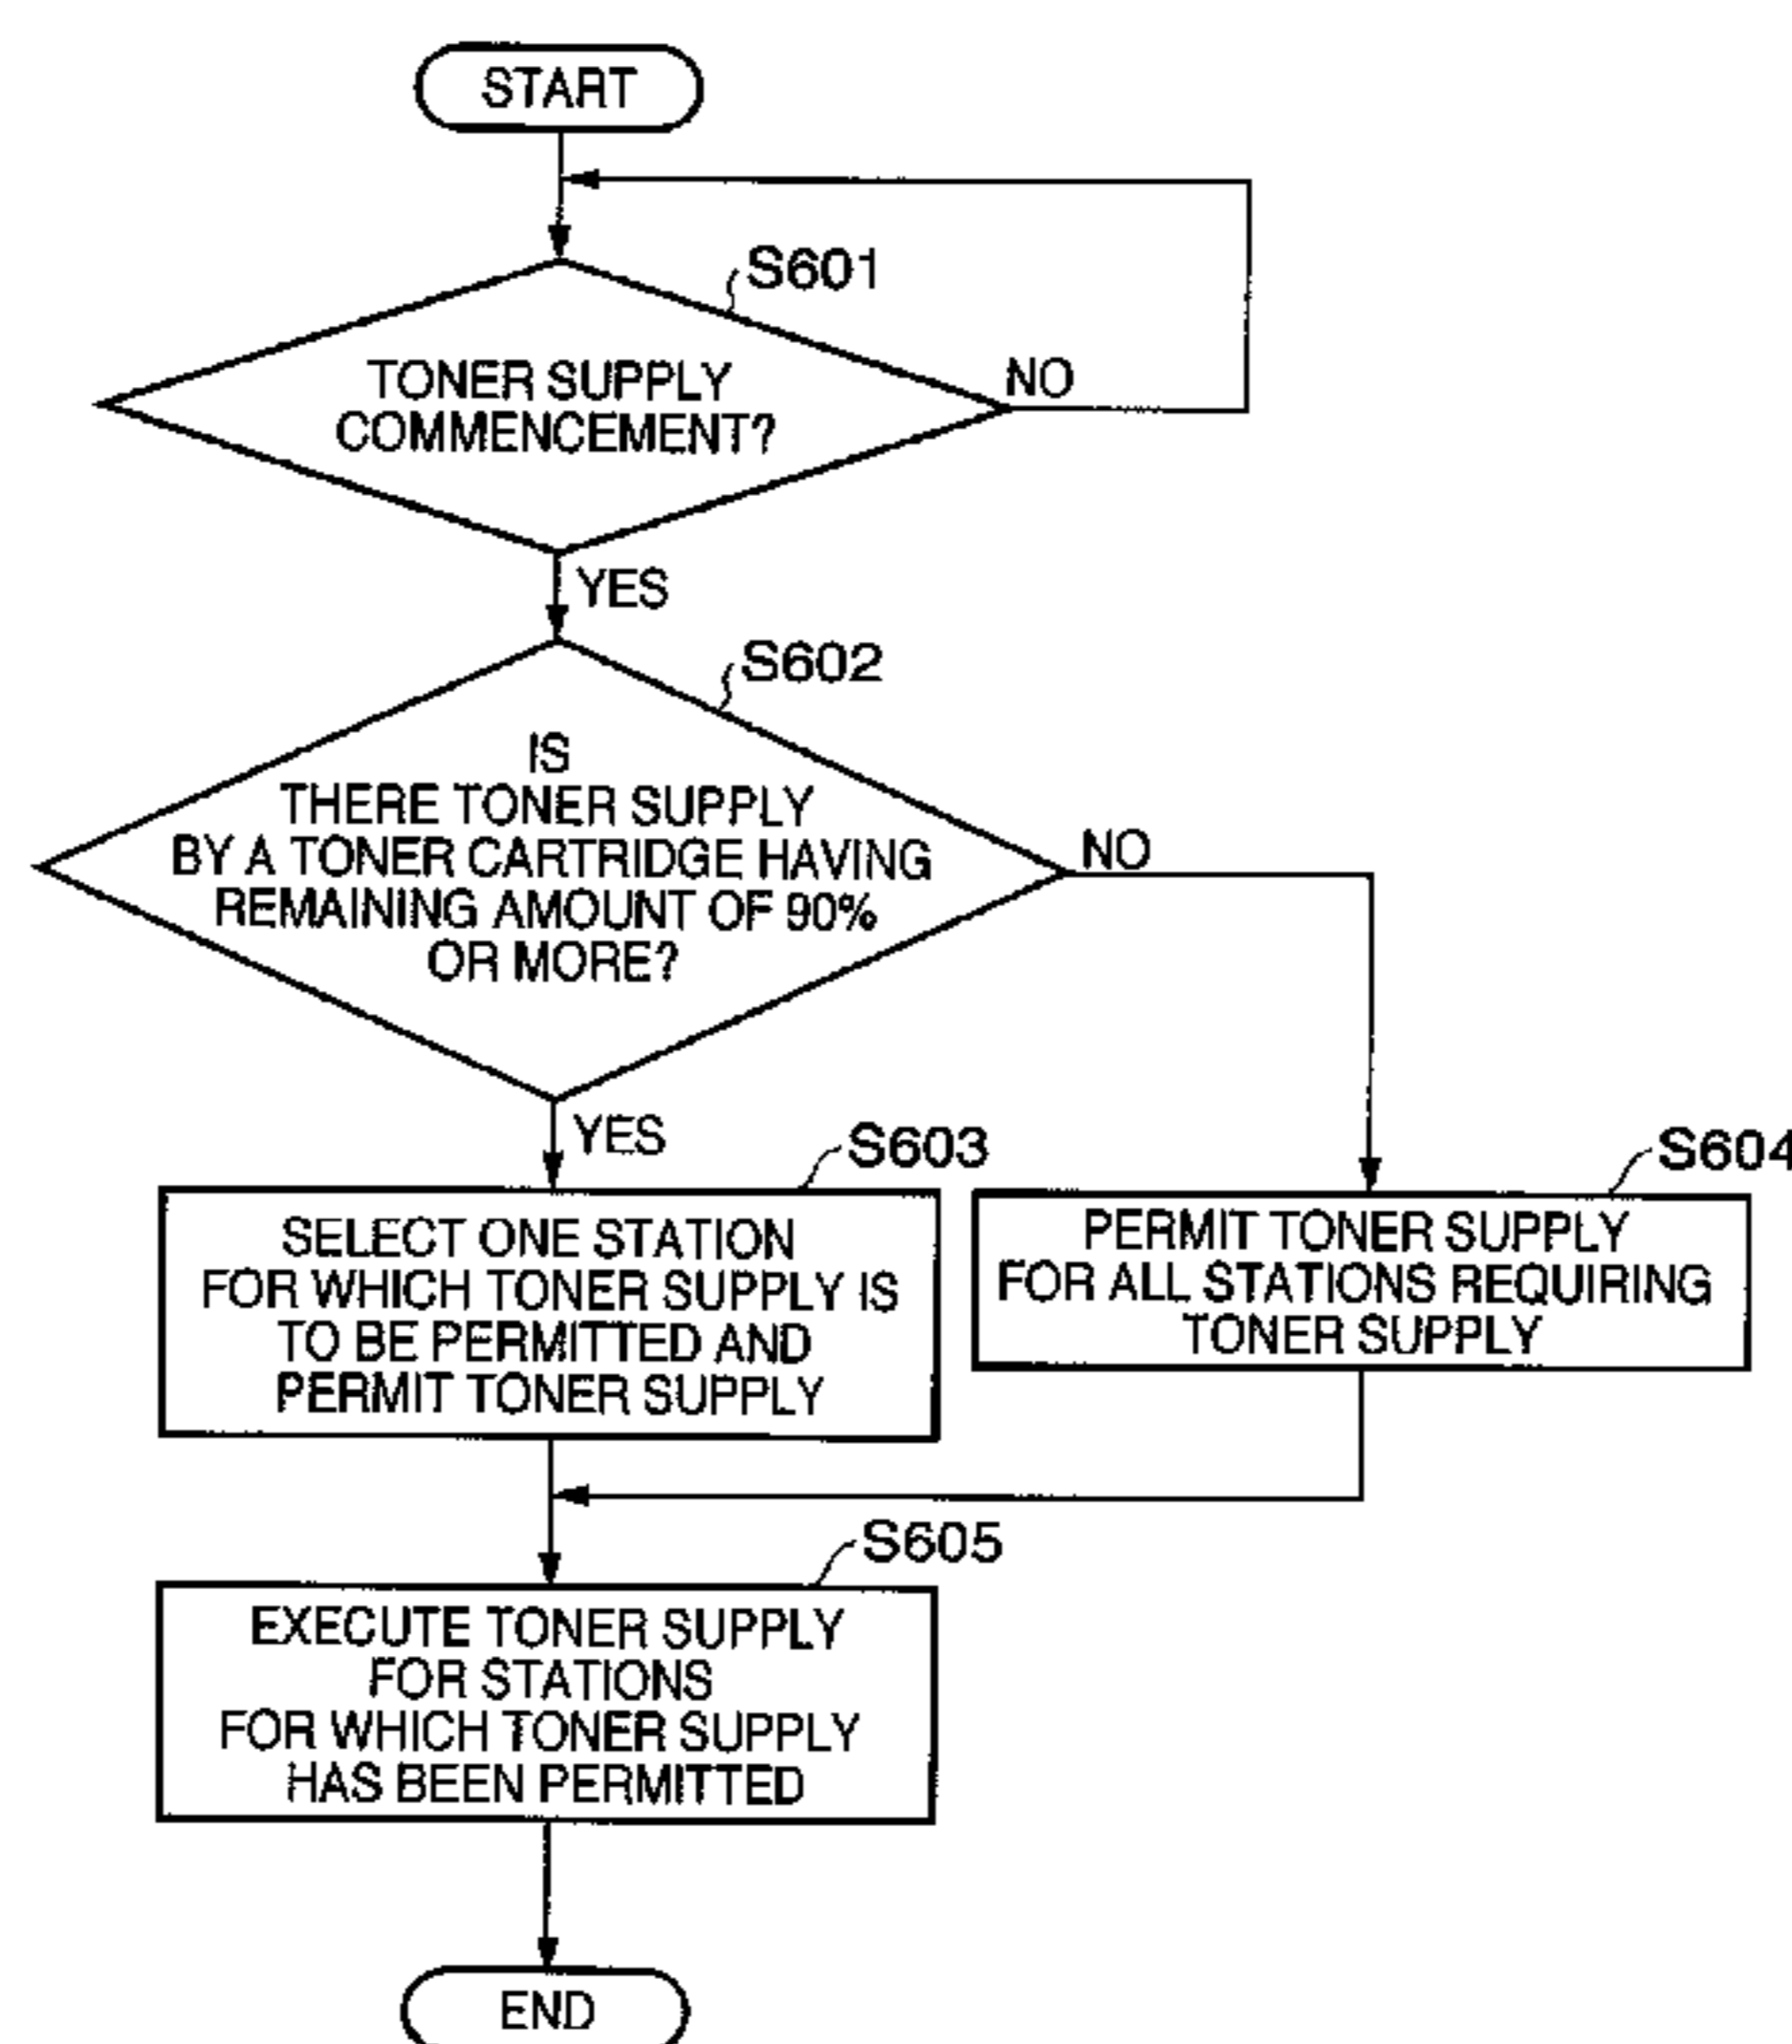 START
S601
TONER SUPPLY
COMMENCEMENT?
NO
YES
S602
IS
THERE TONER SUPPLY
BY A TONER CARTRIDGE HAVING
REMAINING AMOUNT OF 90%
OR MORE?
NO
YES
S603
SELECT ONE STATION
FOR WHICH TONER SUPPLY IS
TO BE PERMITTED AND
PERMIT TONER SUPPLY
S604
PERMIT TONER SUPPLY
FOR ALL STATIONS REQUIRING
TONER SUPPLY
S605
EXECUTE TONER SUPPLY
FOR STATIONS
FOR WHICH TONER SUPPLY
HAS BEEN PERMITTED
END